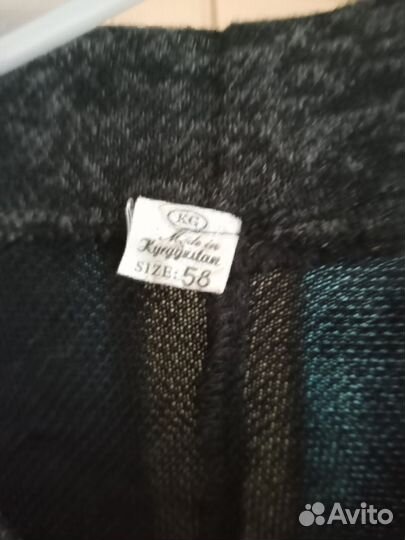 KG
Made in
Kyrgyzstan
SIZE: 58
Avito